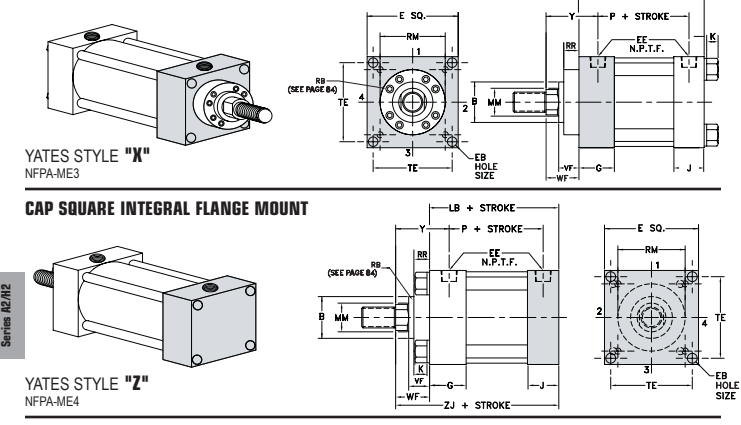 E SQ.
RM
1
RB
(SEE PAGE 84)
TE
4
2
3
TE
EB
HOLE
SIZE
Y
P + STROKE
RR
EE
N.P.T.F.
K
B
MM
VF
WF
G
J
YATES STYLE "X"
NFPA-ME3
CAP SQUARE INTEGRAL FLANGE MOUNT
LB + STROKE
Y
P + STROKE
RR
EE
N.P.T.F.
RB
(SEE PAGE 84)
B
MM
K
VF
WF
G
J
ZJ + STROKE
E SQ.
RM
1
2
TE
4
3
TE
EB
HOLE
SIZE
Series A2/H2
YATES STYLE "Z"
NFPA-ME4